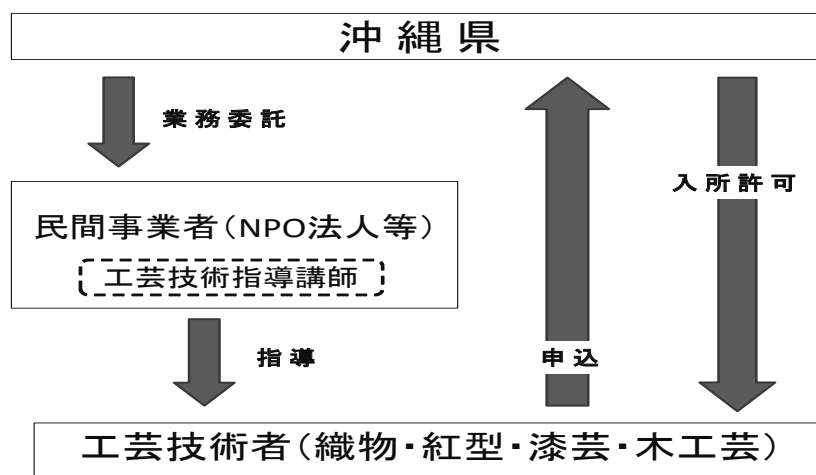 沖縄県
業務委託
入所許可
民間事業者(NPO法人等)
工芸技術指導講師
指導
申込
工芸技術者(織物・紅型・漆芸・木工芸)